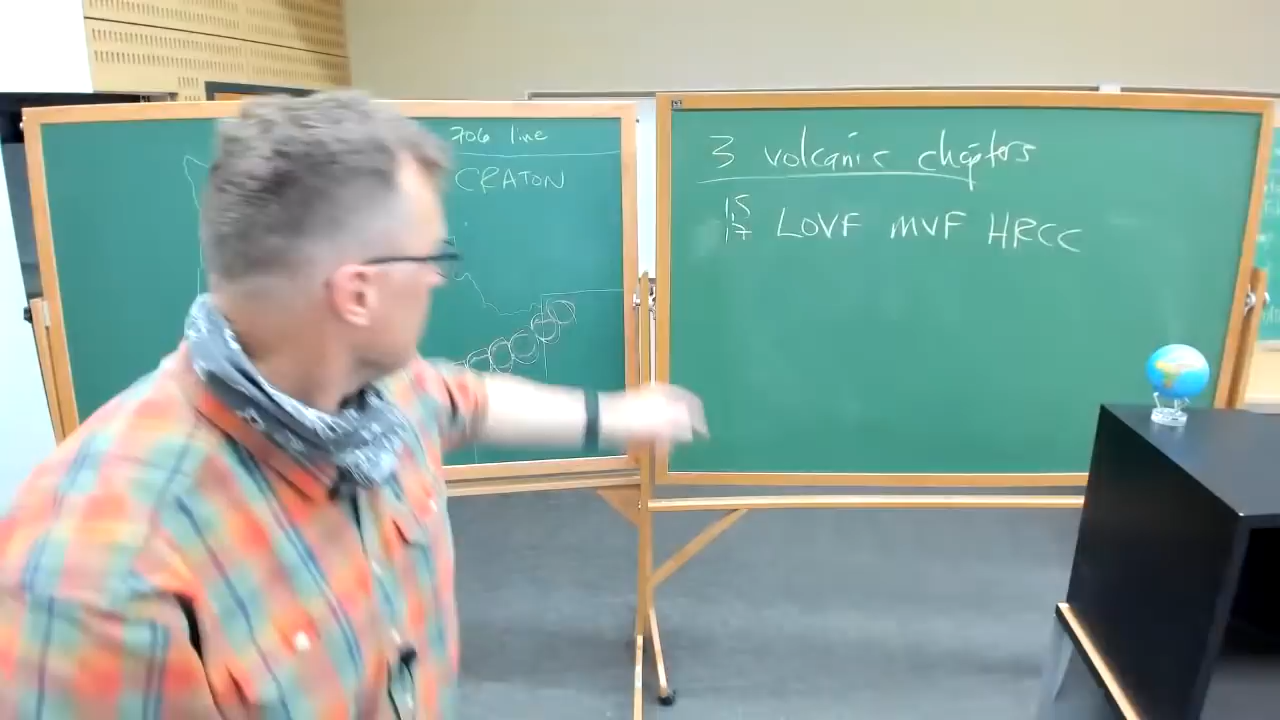 706 line
CRATON
3 volcanic chapters
15
17 LOVF MVF HRCC